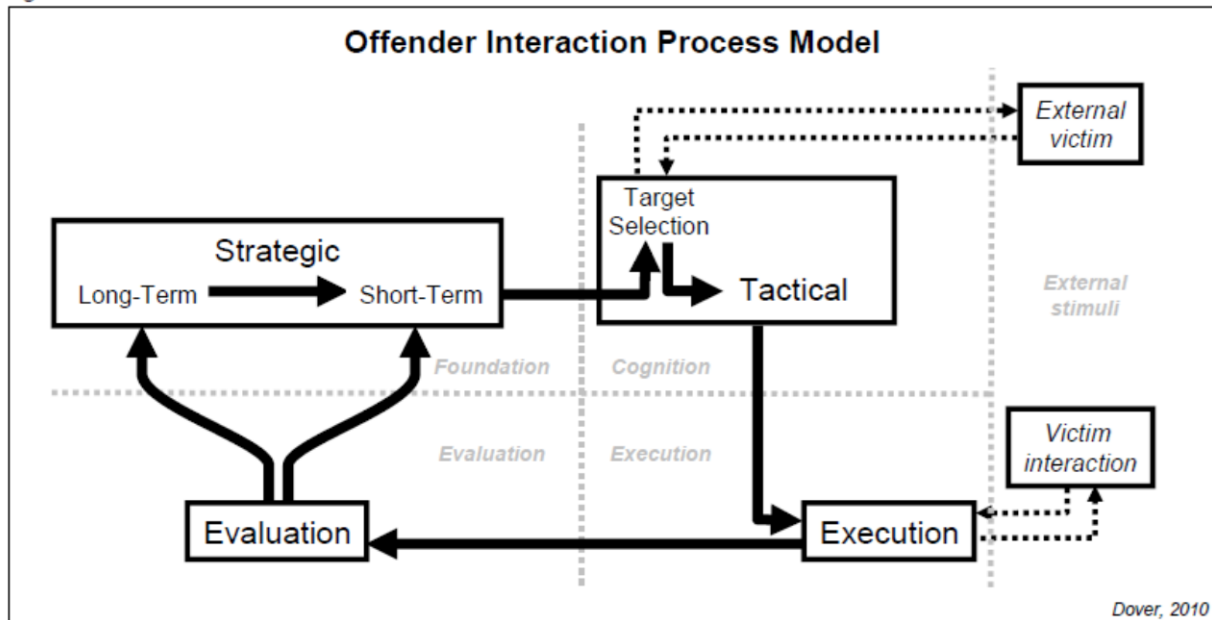 Offender Interaction Process Model
External
victim
Target
Selection
Strategic
Long-Term
Short-Term
Tactical
External
stimuli
Foundation
Cognition
Evaluation
Execution
Victim
interaction
Evaluation
Execution
Dover, 2010